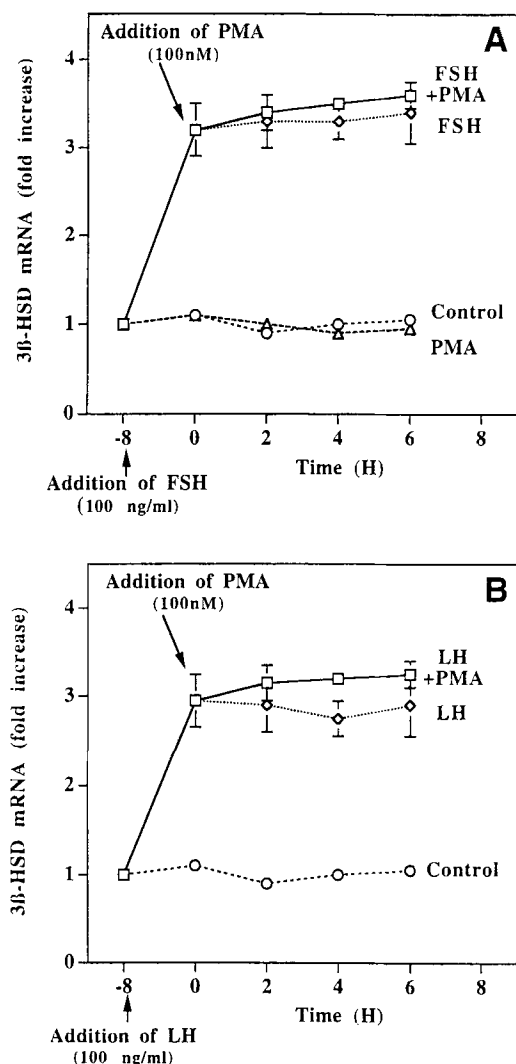 Addition of PMA
(100nM)
A
4
3
2
1
0
3ß-HSD mRNA (fold increase)
FSH
+PMA
FSH
Control
PMA
-8 0 2 4 6 8
Time (H)
Addition of FSH
(100 ng/ml)
Addition of PMA
(100nM)
B
4
3
2
1
0
3ß-HSD mRNA (fold increase)
LH
+PMA
LH
Control
-8 0 2 4 6 8
Time (H)
Addition of LH
(100 ng/ml)